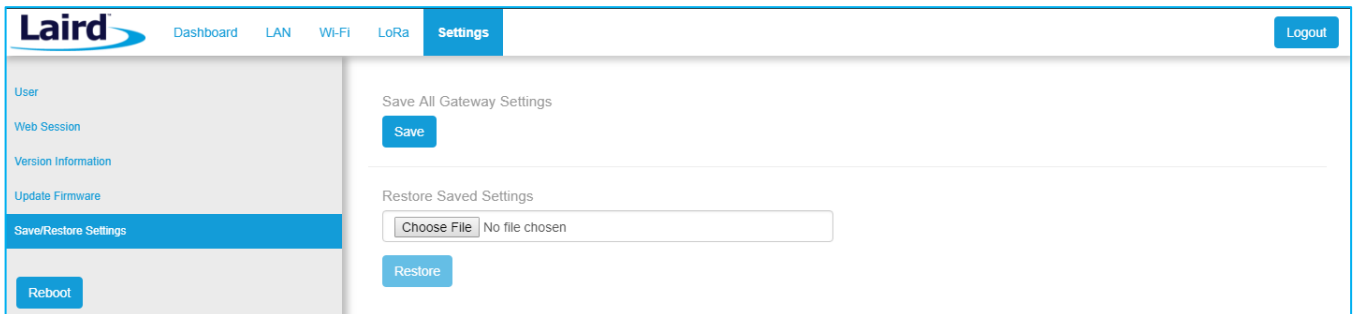 Laird
Dashboard LAN Wi-Fi LoRa Settings Logout
User
Web Session
Version Information
Update Firmware
Save/Restore Settings
Reboot
Save All Gateway Settings
Save
Restore Saved Settings
Choose File No file chosen
Restore